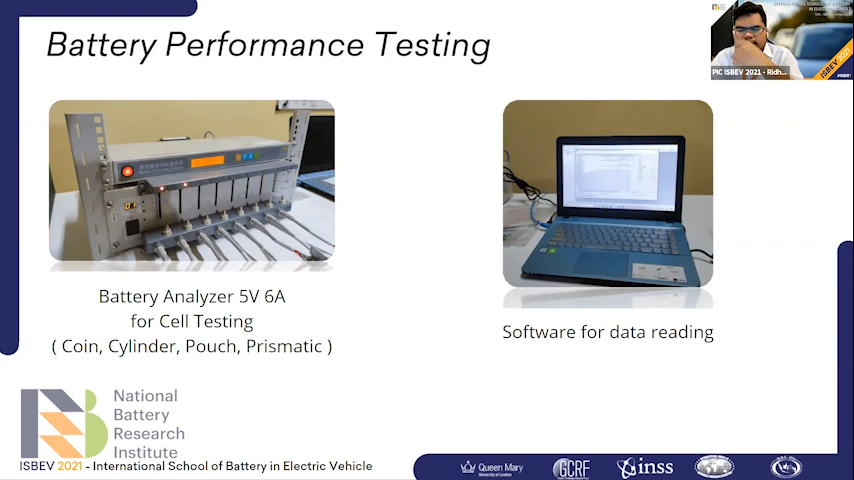 Battery Performance Testing
PIC ISBEV 2021 - Ridh...
ISBEV 2021
Battery Analyzer 5V 6A
for Cell Testing
( Coin, Cylinder, Pouch, Prismatic )
Software for data reading
National
Battery
Research
Institute
ISBEV 2021 - International School of Battery in Electric Vehicle
Queen Mary
University of London
GCRF
inss